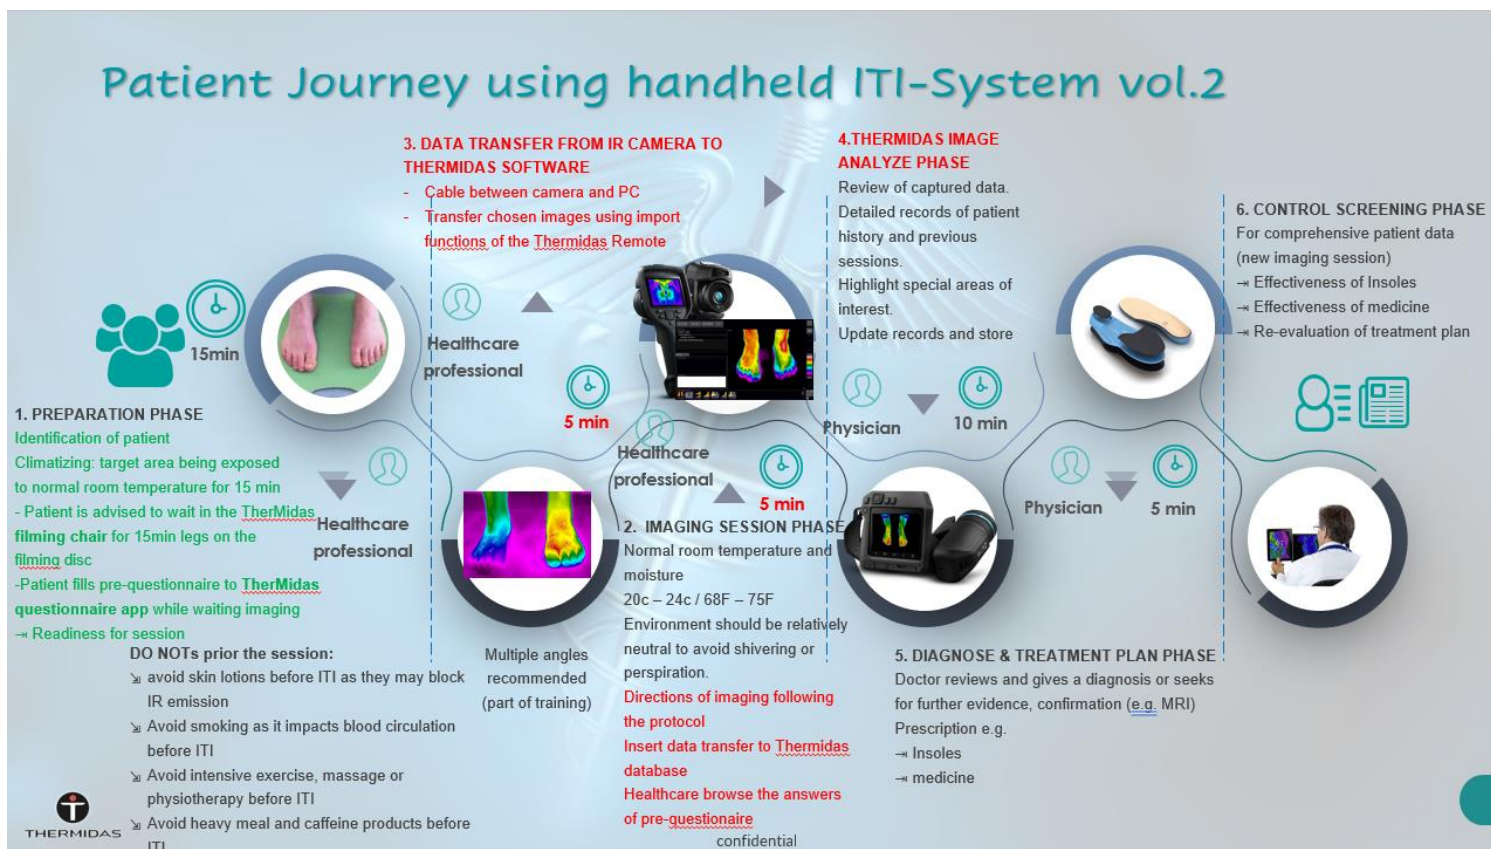 Patient Journey using handheld ITI-System vol.2
3. DATA TRANSFER FROM IR CAMERA TO
THERMIDAS SOFTWARE
- Cable between camera and PC
- Transfer chosen images using import
functions of the Thermidas Remote
4.THERMIDAS IMAGE
ANALYZE PHASE
Review of captured data.
Detailed records of patient
history and previous
sessions.
Highlight special areas of
interest.
Update records and store
6. CONTROL SCREENING PHASE
For comprehensive patient data
(new imaging session)
⇥ Effectiveness of Insoles
⇥ Effectiveness of medicine
⇥ Re-evaluation of treatment plan
15min
Healthcare
professional
5 min
Healthcare
professional
5 min
Physician
10 min
Physician
5 min
1. PREPARATION PHASE
Identification of patient
Climatizing: target area being exposed
to normal room temperature for 15 min
- Patient is advised to wait in the TherMidas
filming chair for 15min legs on the
filming disc
-Patient fills pre-questionnaire to TherMidas
questionnaire app while waiting imaging
⇥ Readiness for session
Healthcare
professional
DO NOTs prior the session:
⇲ avoid skin lotions before ITI as they may block
IR emission
⇲ Avoid smoking as it impacts blood circulation
before ITI
⇲ Avoid intensive exercise, massage or
physiotherapy before ITI
⇲ Avoid heavy meal and caffeine products before
ITI
Multiple angles
recommended
(part of training)
2. IMAGING SESSION PHASE
Normal room temperature and
moisture
20c – 24c / 68F – 75F
Environment should be relatively
neutral to avoid shivering or
perspiration.
Directions of imaging following
the protocol
Insert data transfer to Thermidas
database
Healthcare browse the answers
of pre-questionaire
5. DIAGNOSE & TREATMENT PLAN PHASE
Doctor reviews and gives a diagnosis or seeks
for further evidence, confirmation (e.g. MRI)
Prescription e.g.
⇥ Insoles
⇥ medicine
THERMIDAS
confidential